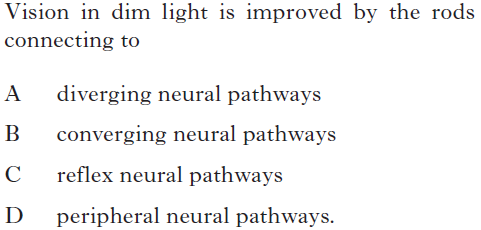 Vision in dim light is improved by the rods
connecting to
A diverging neural pathways
B converging neural pathways
C reflex neural pathways
D peripheral neural pathways.